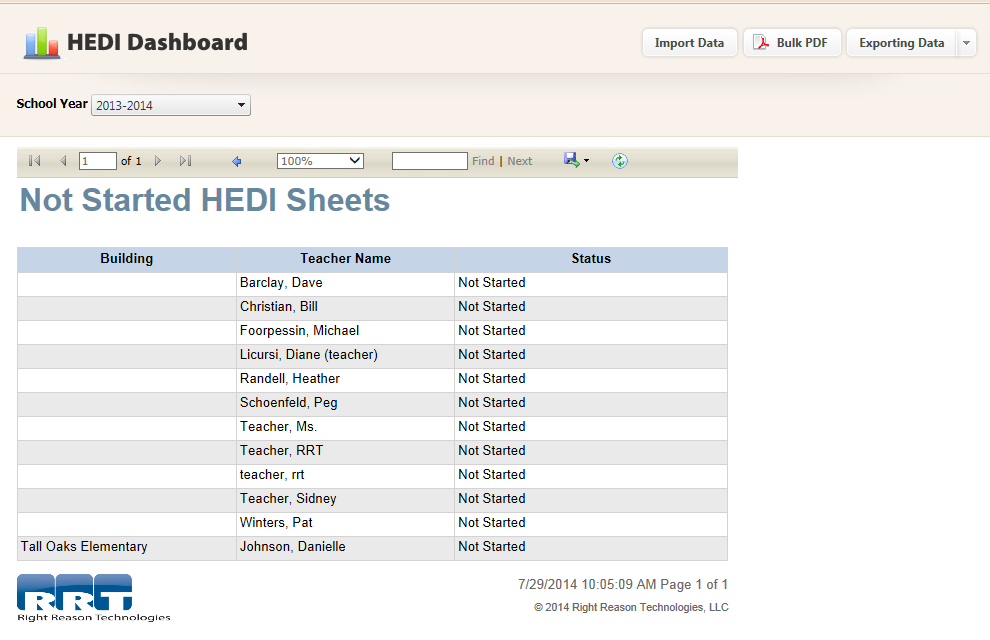 HEDI Dashboard
Import Data Bulk PDF Exporting Data
School Year 2013-2014
1 of 1 100% Find | Next
Not Started HEDI Sheets
Building Teacher Name Status
Barclay, Dave Not Started
Christian, Bill Not Started
Foorpessin, Michael Not Started
Licursi, Diane (teacher) Not Started
Randell, Heather Not Started
Schoenfeld, Peg Not Started
Teacher, Ms. Not Started
Teacher, RRT Not Started
teacher, rrt Not Started
Teacher, Sidney Not Started
Winters, Pat Not Started
Tall Oaks Elementary Johnson, Danielle Not Started
7/29/2014 10:05:09 AM Page 1 of 1
RRT
© 2014 Right Reason Technologies, LLC
Right Reason Technologies